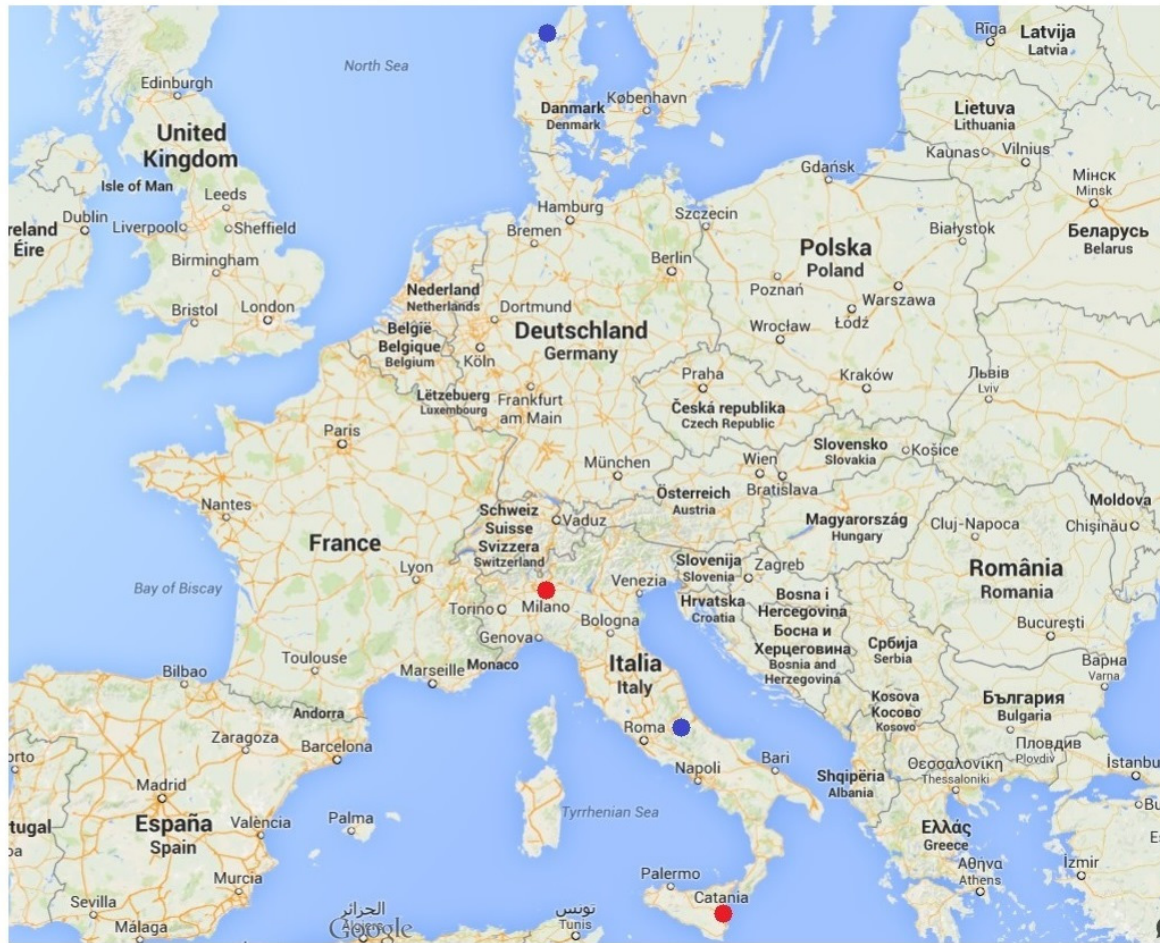 Rīga
Latvija
Latvia
North Sea
Edinburgh
Danmark
Denmark
København
Lietuva
Lithuania
United
Kingdom
Kaunas
Vilnius
Gdańsk
Isle of Man
Мінск
Minsk
Leeds
Dublin
Liverpool
Sheffield
Hamburg
Szczecin
reland
Éire
Bremen
Białystok
Беларусь
Belarus
Polska
Poland
Birmingham
Berlin
Nederland
Netherlands
Poznań
Warszawa
Bristol
London
Dortmund
Łódź
België
Belgique
Belgium
Deutschland
Germany
Wrocław
Köln
Praha
Kraków
Львів
Lviv
Lëtzebuerg
Luxembourg
Frankfurt
am Main
Česká republika
Czech Republic
Paris
Slovensko
Slovakia
Košice
München
Wien
Bratislava
Österreich
Austria
Moldova
Nantes
Schweiz
Suisse
Svizzera
Switzerland
Vaduz
Magyarország
Hungary
Cluj-Napoca
Chișinău
France
Lyon
Slovenija
Slovenia
Zagreb
România
Romania
Bay of Biscay
Venezia
Torino
Milano
Hrvatska
Croatia
Bosna i
Hercegovina
Босна и
Херцеговина
Bosnia and
Herzegovina
Bologna
Genova
București
Србија
Serbia
Toulouse
Marseille
Monaco
Italia
Italy
Варна
Varna
Bilbao
Andorra
Kosova
Косово
Kosovo
България
Bulgaria
Zaragoza
Barcelona
Roma
Пловдив
Plovdiv
orto
Madrid
Napoli
Bari
Shqipëria
Albania
Θεσσαλονίκη
Thessaloniki
İstanbu
Bu
Palma
Tyrrhenian Sea
rtugal
España
Spain
València
Ελλάς
Greece
Es
oa
Murcia
Palermo
Catania
Αθήνα
Athens
İzmir
Sevilla
Málaga
الجزائر
Algiers
Google
تونس
Tunis